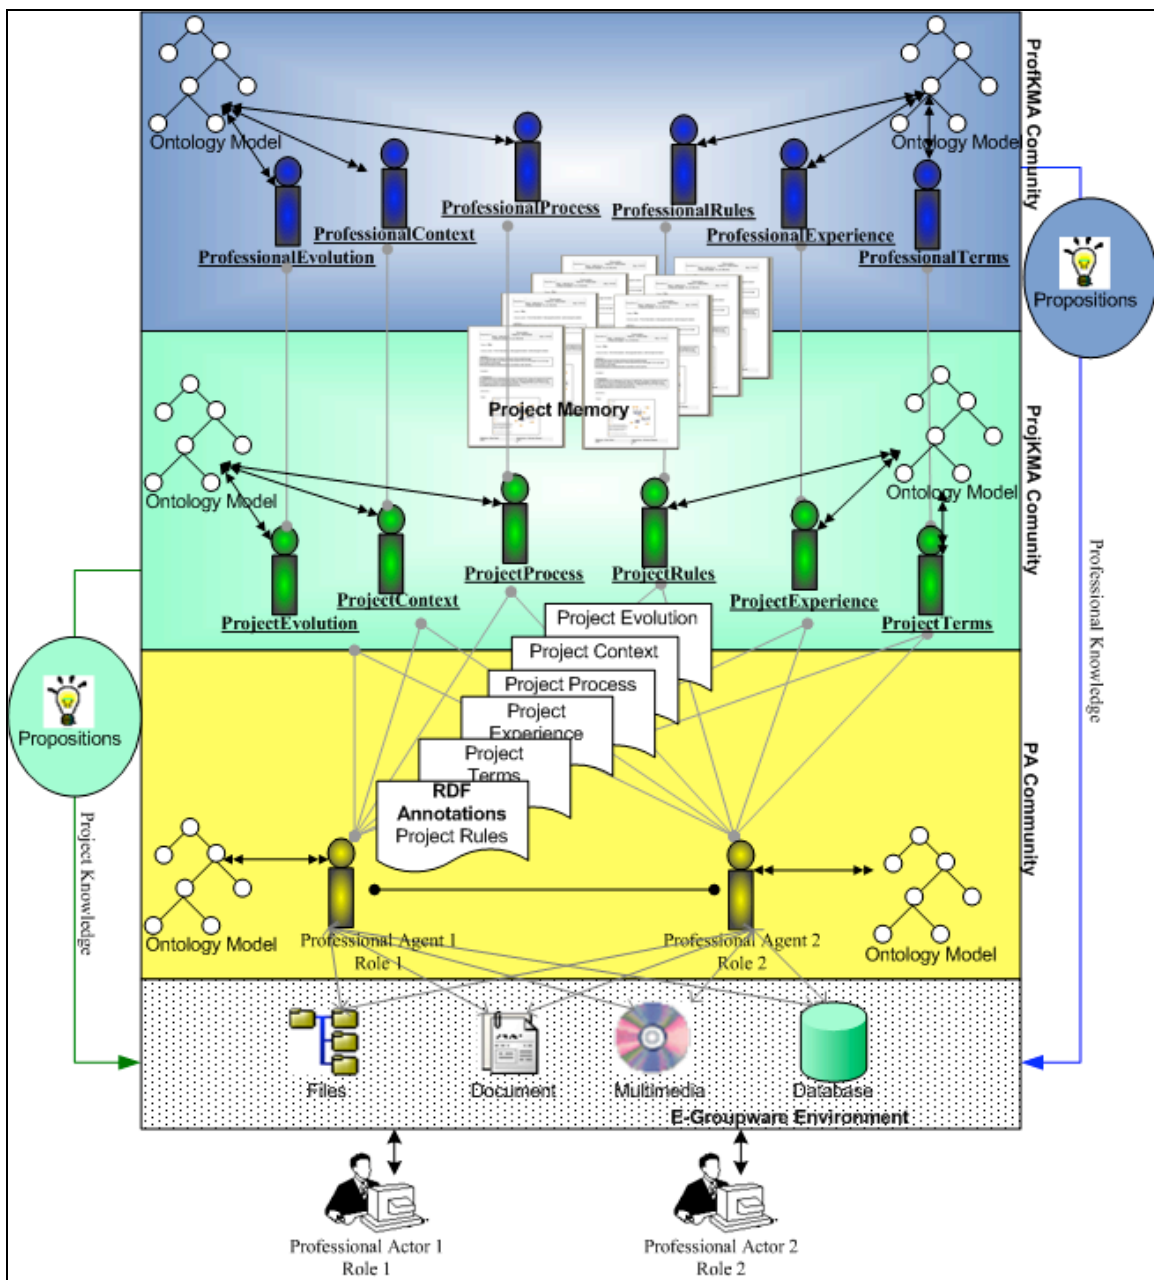 ProfKMA Comunity
Ontology Model
Ontology Model
ProfessionalProcess
ProfessionalRules
ProfessionalContext
ProfessionalExperience
ProfessionalEvolution
ProfessionalTerms
Propositions
Project Memory
ProjKMA Comunity
Ontology Model
Ontology Model
ProjectProcess
ProjectRules
ProjectContext
ProjectExperience
ProjectEvolution
ProjectTerms
Professional Knowledge
Project Evolution
Project Context
Project Process
Project
Experience
Project
Terms
RDF
Annotations
Project Rules
Propositions
Project Knowledge
PA Community
Ontology Model
Professional Agent 1
Role 1
Professional Agent 2
Role 2
Ontology Model
Files
Document
Multimedia
Database
E-Groupware Environment
Professional Actor 1
Role 1
Professional Actor 2
Role 2